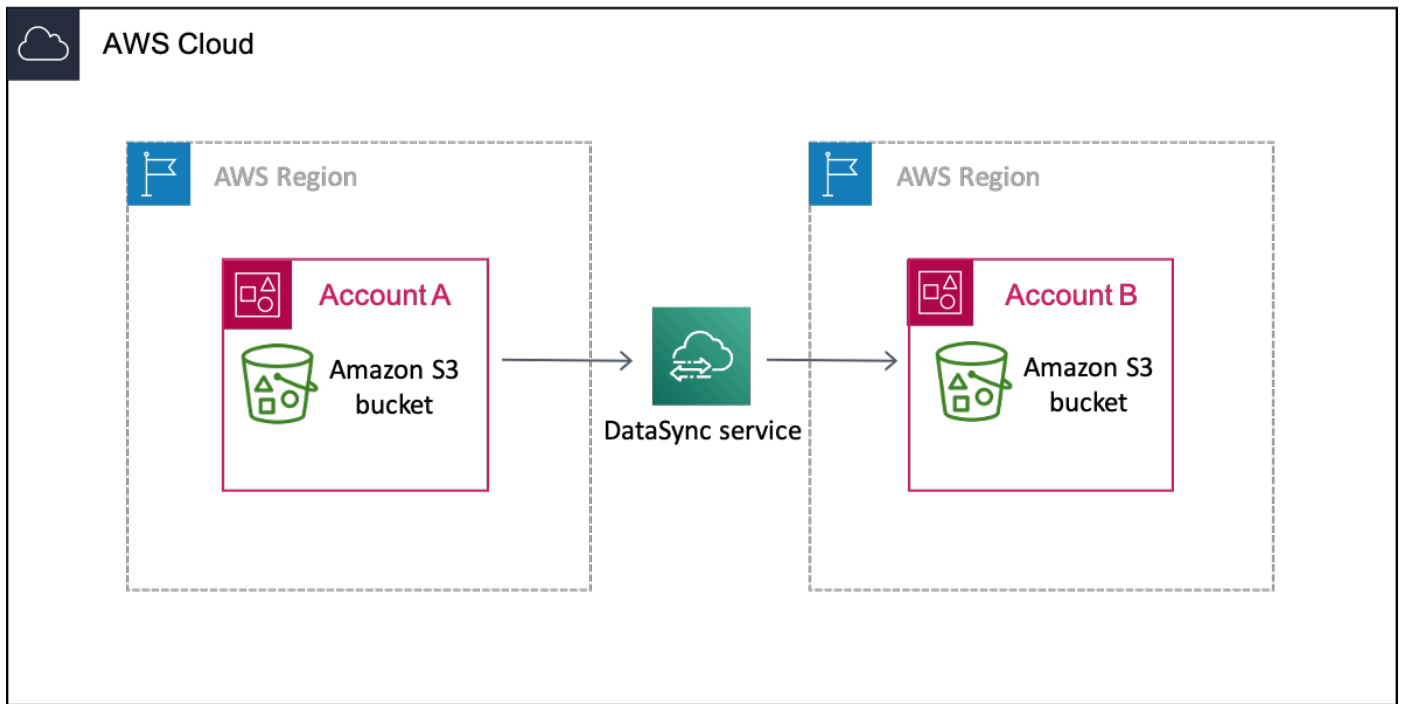 AWS Cloud
AWS Region
AWS Region
Account A
Amazon S3
bucket
DataSync service
Account B
Amazon S3
bucket